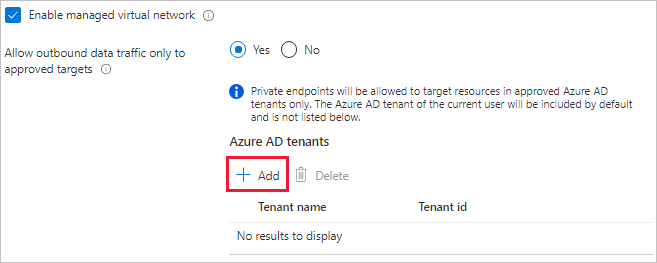 Enable managed virtual network
Allow outbound data traffic only to
approved targets
Yes No
Private endpoints will be allowed to target resources in approved Azure AD
tenants only. The Azure AD tenant of the current user will be included by default
and is not listed below.
Azure AD tenants
Add Delete
Tenant name Tenant id
No results to display